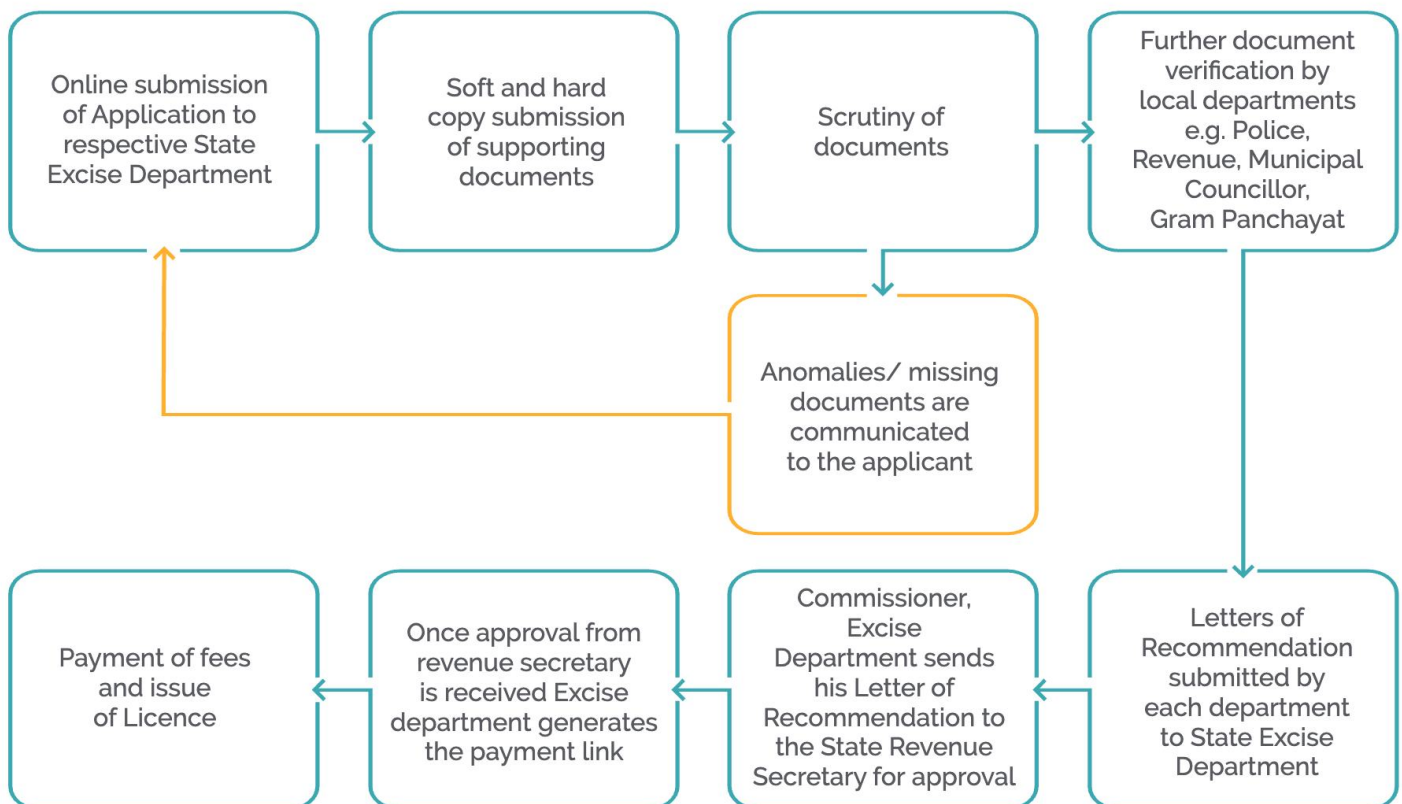 Online submission
of Application to
respective State
Excise Department
Soft and hard
copy submission
of supporting
documents
Scrutiny of
documents
Further document
verification by
local departments
e.g. Police,
Revenue, Municipal
Councillor,
Gram Panchayat
Anomalies/ missing
documents are
communicated
to the applicant
Letters of
Recommendation
submitted by
each department
to State Excise
Department
Commissioner,
Excise
Department sends
his Letter of
Recommendation to
the State Revenue
Secretary for approval
Once approval from
revenue secretary
is received Excise
department generates
the payment link
Payment of fees
and issue
of Licence